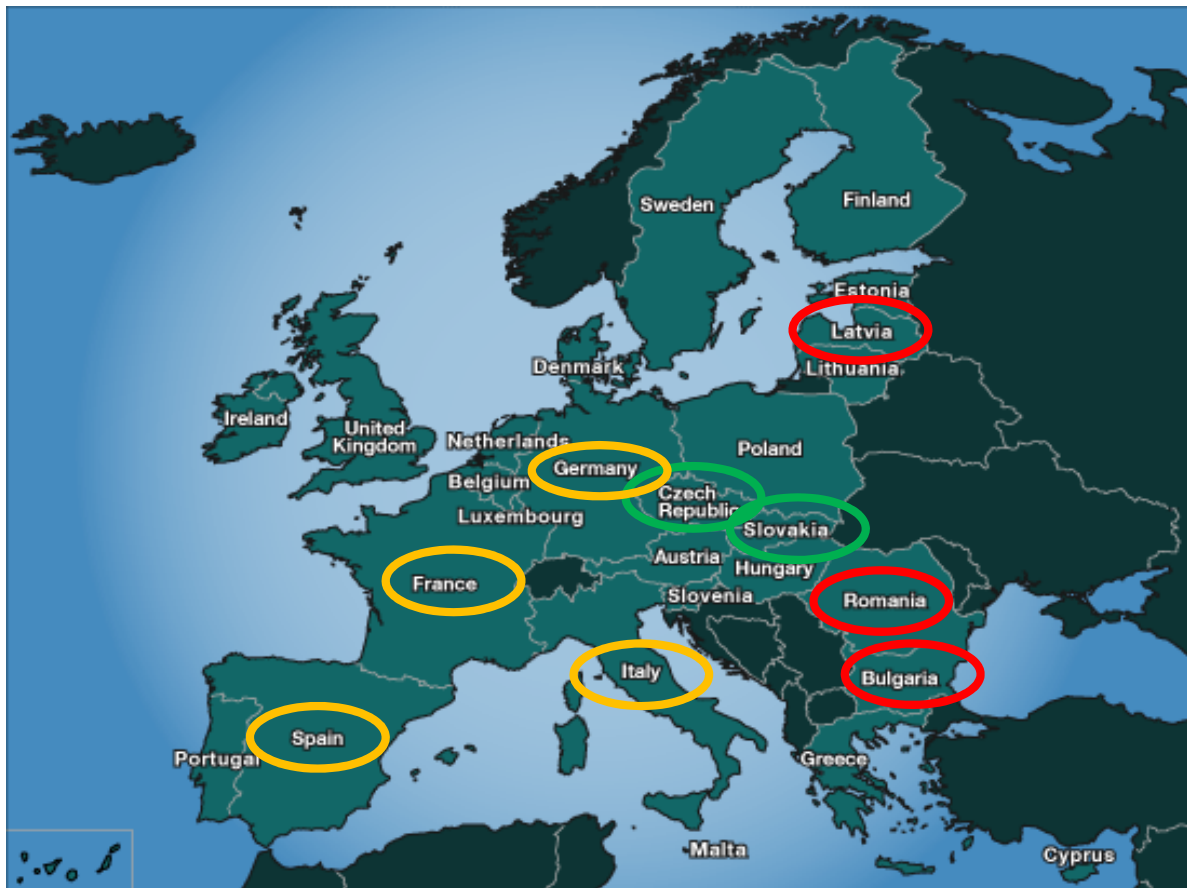 Sweden
Finland
Estonia
Latvia
Lithuania
Denmark
Ireland
United
Kingdom
Netherlands
Poland
Germany
Belgium
Czech
Republic
Luxembourg
Slovakia
Austria
Hungary
France
Slovenia
Romania
Italy
Bulgaria
Spain
Portugal
Greece
Malta
Cyprus